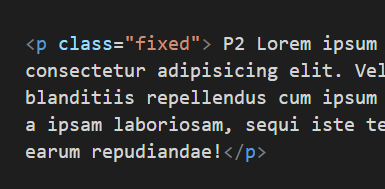 <p class="fixed"> P2 Lorem ipsum
consectetur adipisicing elit. Vel
blanditiis repellendus cum ipsum
a ipsam laboriosam, sequi iste te
earum repudiandae!</p>